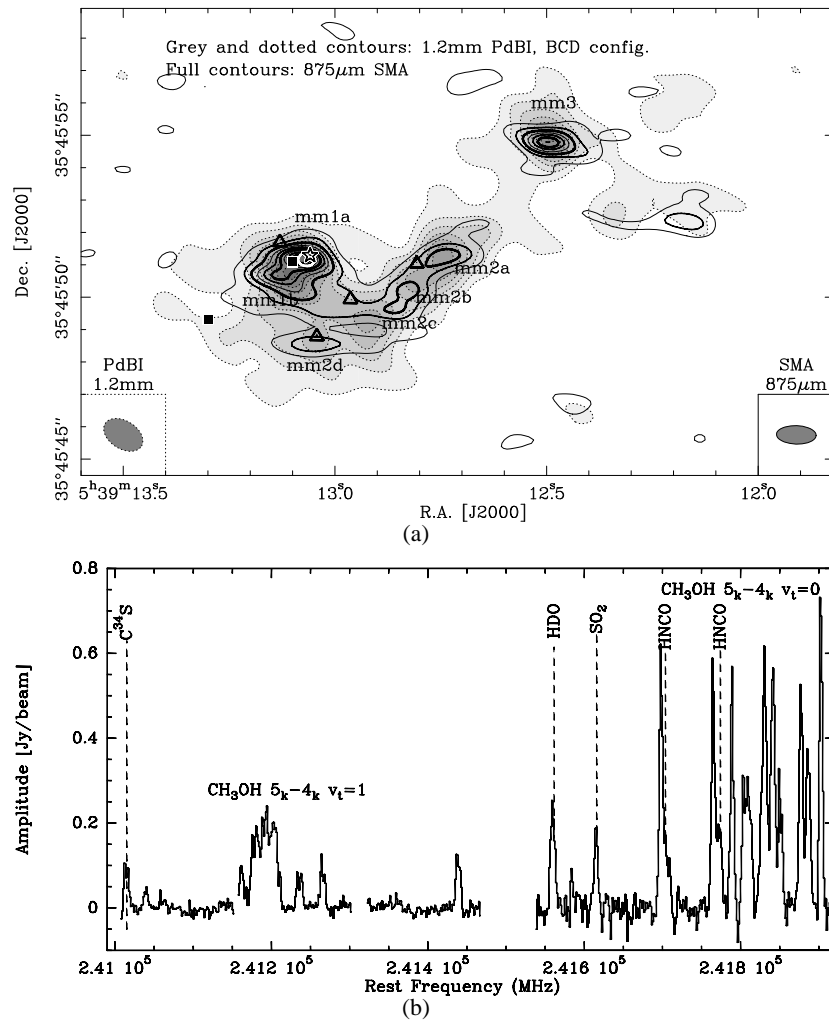 Grey and dotted contours: 1.2mm PdBI, BCD config.
Full contours: 875μm SMA
mm3
mm1a
mm1b
mm2a
mm2b
mm2c
mm2d
PdBI
1.2mm
SMA
875μm
Dec. [J2000]
35°45'55"
35°45'50"
35°45'45"
5ʰ39ᵐ13ˢ.5
13ˢ.0
12ˢ.5
12ˢ.0
R.A. [J2000]
(a)
Amplitude [Jy/beam]
0.8
0.6
0.4
0.2
0
C³⁴S
CH₃OH 5ₖ−4ₖ vₜ=1
HDO
SO₂
HNCO
HNCO
CH₃OH 5ₖ−4ₖ vₜ=0
2.41 10⁵
2.412 10⁵
2.414 10⁵
2.416 10⁵
2.418 10⁵
Rest Frequency (MHz)
(b)